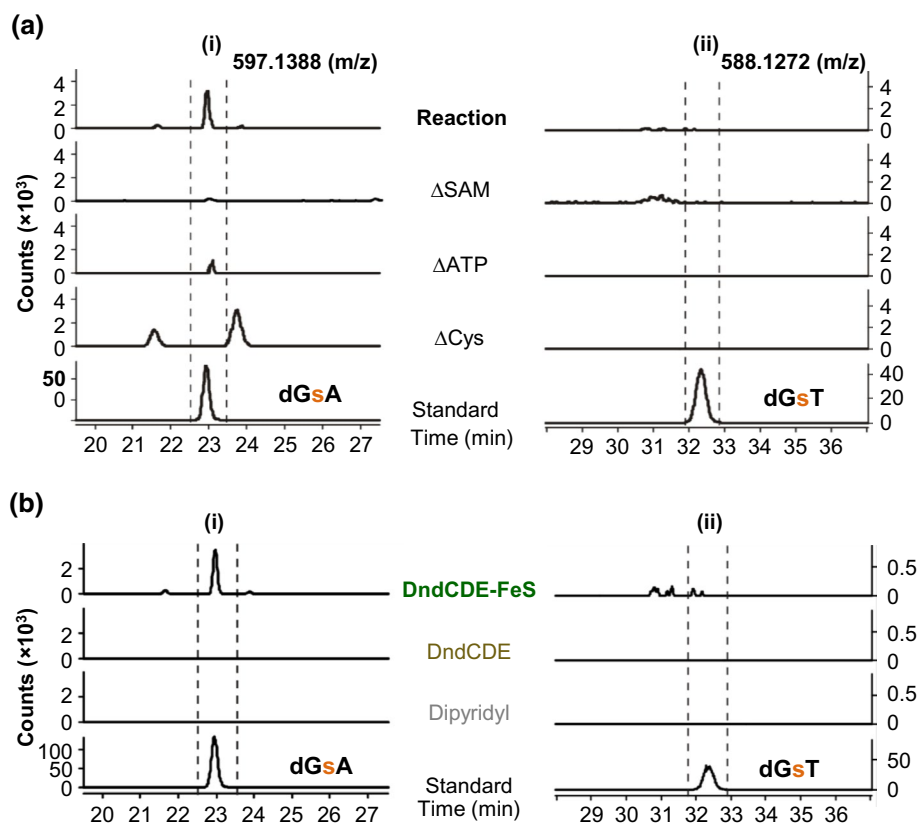 (a)
(i)
597.1388 (m/z)
(ii)
588.1272 (m/z)
4
2
0
Reaction
4
2
0
4
2
0
ΔSAM
4
2
0
4
2
0
ΔATP
4
2
0
4
2
0
ΔCys
4
2
0
Counts (×10³)
50
0
dGsA
Standard
Time (min)
dGsT
40
20
0
20 21 22 23 24 25 26 27
29 30 31 32 33 34 35 36
(b)
(i)
(ii)
2
0
DndCDE-FeS
0.5
0
2
0
DndCDE
0.5
0
2
0
Dipyridyl
0.5
0
Counts (×10³)
100
50
0
dGsA
Standard
Time (min)
dGsT
50
0
20 21 22 23 24 25 26 27
29 30 31 32 33 34 35 36